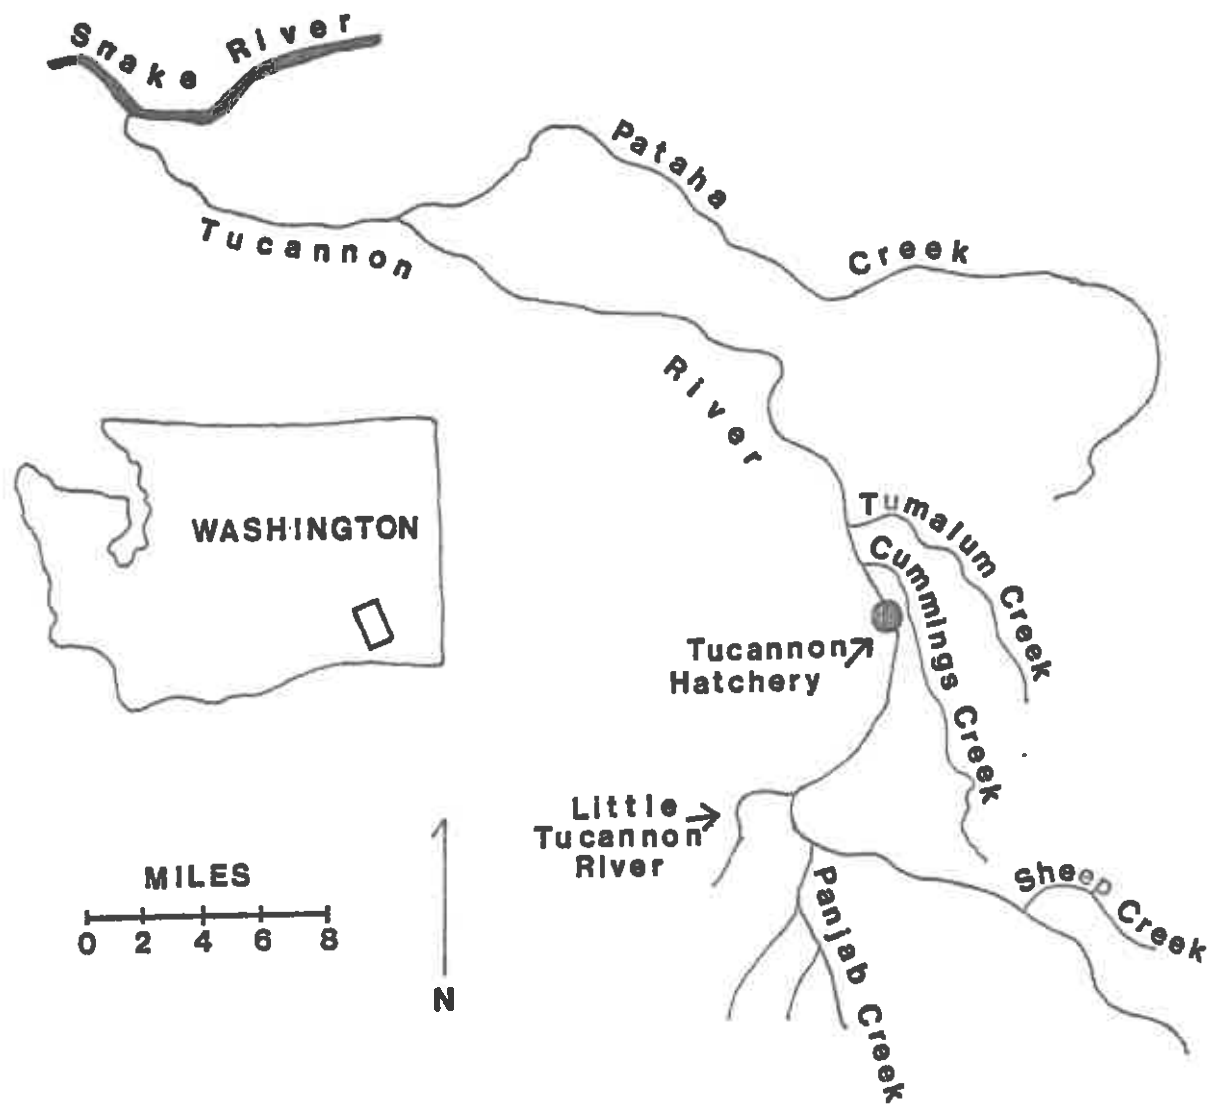 Snake River
Pataha Creek
Tucannon River
WASHINGTON
Tumalum Creek
Cummings Creek
Tucannon
Hatchery
Little
Tucannon
River
MILES
0 2 4 6 8
N
Panjab Creek
Sheep Creek